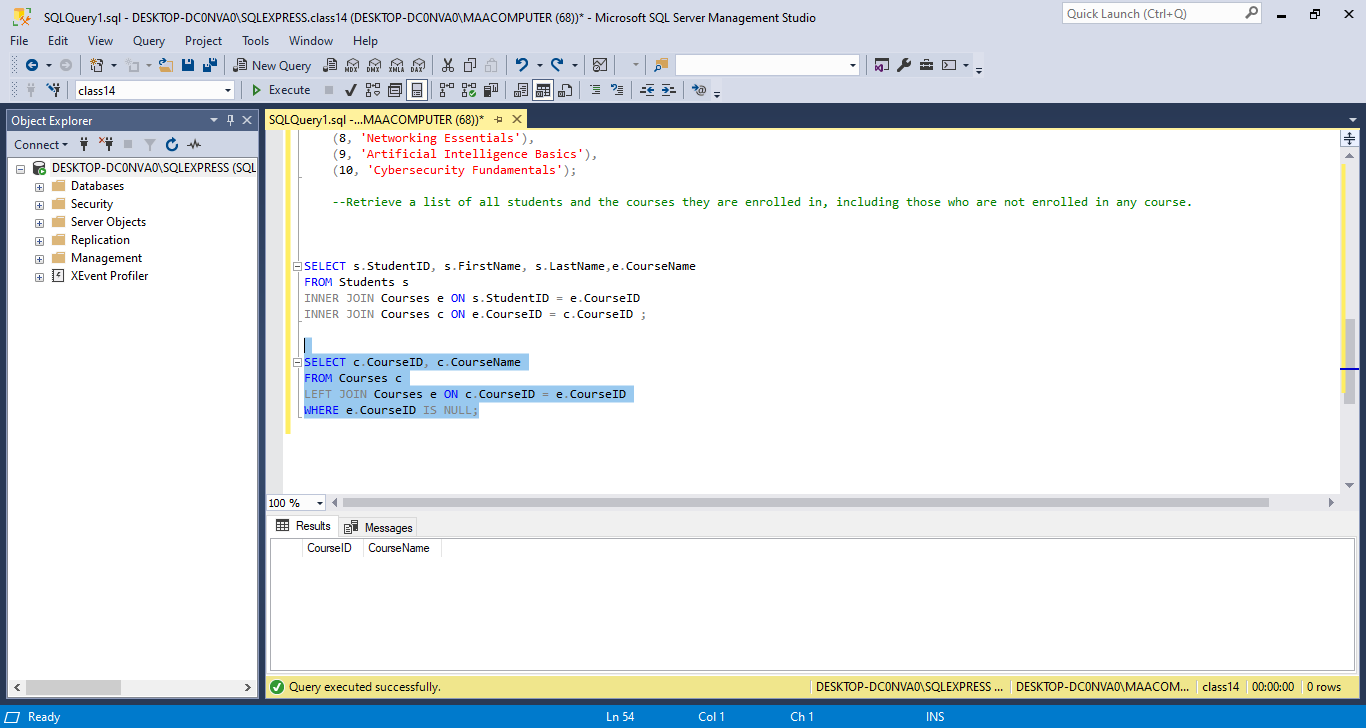 SQLQuery1.sql - DESKTOP-DC0NVA0\SQLEXPRESS.class14 (DESKTOP-DC0NVA0\MAACOMPUTER (68))* - Microsoft SQL Server Management Studio
Quick Launch (Ctrl+Q)
File Edit View Query Project Tools Window Help
New Query MDX DMX XMLA DAX
class14 Execute
Object Explorer
Connect
DESKTOP-DC0NVA0\SQLEXPRESS (SQL
Databases
Security
Server Objects
Replication
Management
XEvent Profiler
SQLQuery1.sql -...MAACOMPUTER (68))*
(8, 'Networking Essentials'),
(9, 'Artificial Intelligence Basics'),
(10, 'Cybersecurity Fundamentals');
--Retrieve a list of all students and the courses they are enrolled in, including those who are not enrolled in any course.
SELECT s.StudentID, s.FirstName, s.LastName,e.CourseName
FROM Students s
INNER JOIN Courses e ON s.StudentID = e.CourseID
INNER JOIN Courses c ON e.CourseID = c.CourseID ;
SELECT c.CourseID, c.CourseName
FROM Courses c
LEFT JOIN Courses e ON c.CourseID = e.CourseID
WHERE e.CourseID IS NULL;
100 %
Results Messages
CourseID CourseName
Query executed successfully.
DESKTOP-DC0NVA0\SQLEXPRESS ... DESKTOP-DC0NVA0\MAACOM... class14 00:00:00 0 rows
Ready Ln 54 Col 1 Ch 1 INS